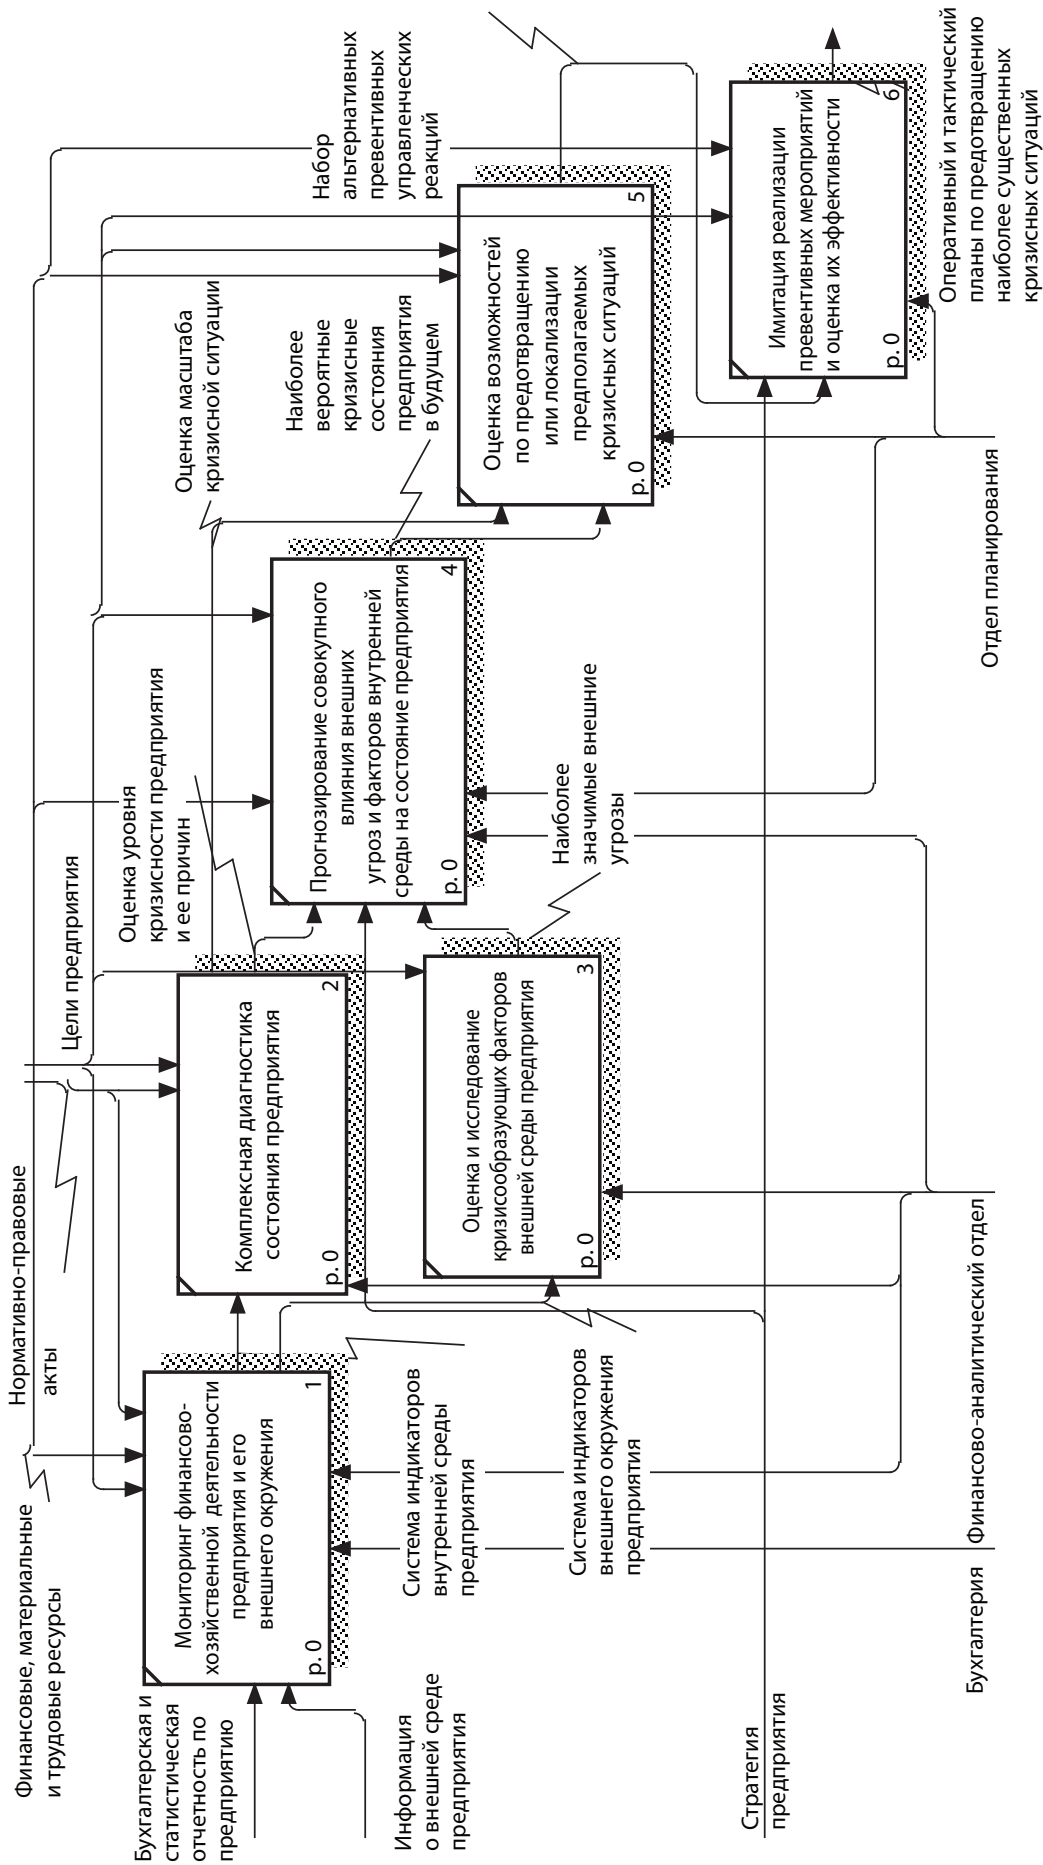 Финансовые, материальные
и трудовые ресурсы
Нормативно-правовые
акты
Цели предприятия
Бухгалтерская и
статистическая
отчетность по
предприятию
Информация
о внешней среде
предприятия
Стратегия
предприятия
Мониторинг финансово-
хозяйственной деятельности
предприятия и его
внешнего окружения
р. 0
1
Система индикаторов
внутренней среды
предприятия
Система индикаторов
внешнего окружения
предприятия
Комплексная диагностика
состояния предприятия
р. 0
2
Оценка уровня
кризисности предприятия
и ее причин
Оценка и исследование
кризисообразующих факторов
внешней среды предприятия
р. 0
3
Наиболее
значимые внешние
угрозы
Прогнозирование совокупного
влияния внешних
угроз и факторов внутренней
среды на состояние предприятия
р. 0
4
Оценка масштаба
кризисной ситуации
Наиболее
вероятные
кризисные
состояния
предприятия
в будущем
Оценка возможностей
по предотвращению
или локализации
предполагаемых
кризисных ситуаций
р. 0
5
Набор
альтернативных
превентивных
управленческих
реакций
Имитация реализации
превентивных мероприятий
и оценка их эффективности
р. 0
6
Оперативный и тактический
планы по предотвращению
наиболее существенных
кризисных ситуаций
Бухгалтерия
Финансово-аналитический отдел
Отдел планирования